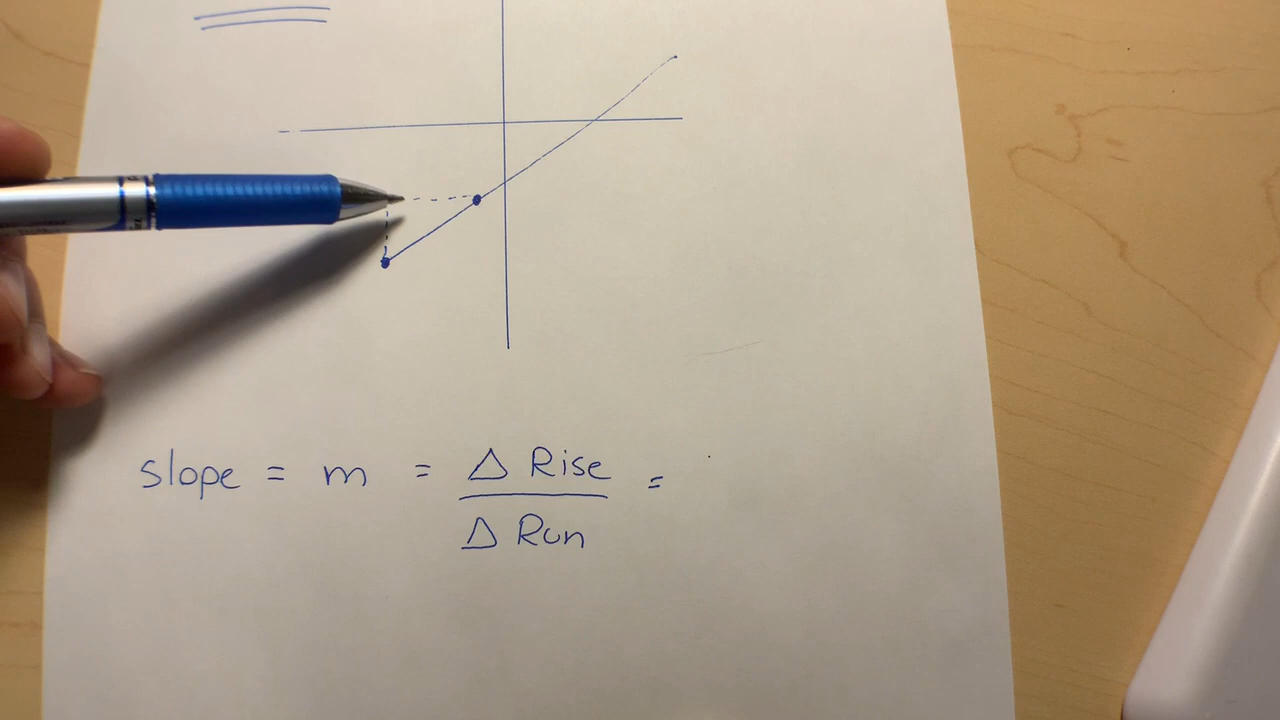 slope = m = Δ Rise =
Δ Run